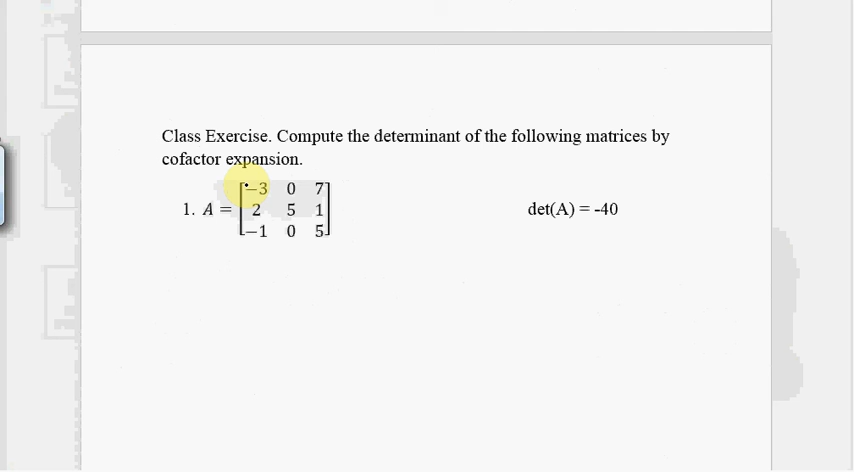 Class Exercise. Compute the determinant of the following matrices by
cofactor expansion.
1. A = [−3 0 7
2 5 1
−1 0 5]
det(A) = -40